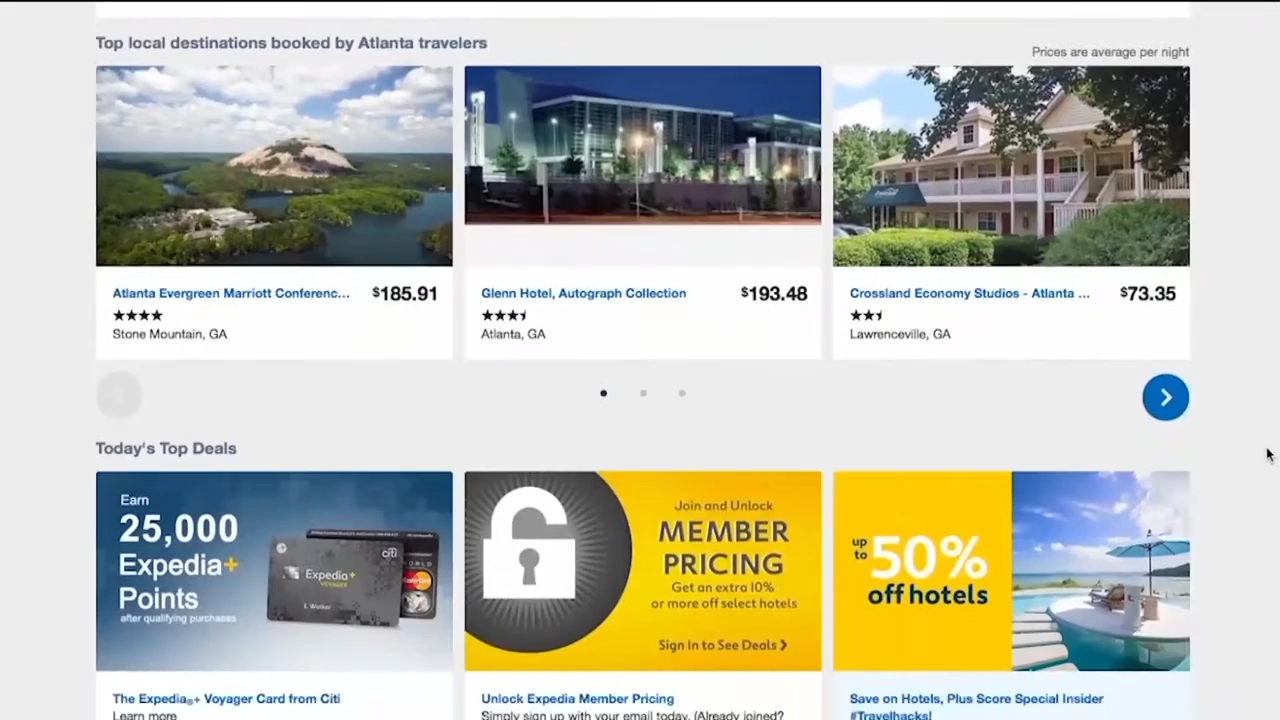 Top local destinations booked by Atlanta travelers
Prices are average per night
Atlanta Evergreen Marriott Conferenc...
$185.91
Stone Mountain, GA
Glenn Hotel, Autograph Collection
$193.48
Atlanta, GA
Crossland Economy Studios - Atlanta ...
$73.35
Lawrenceville, GA
Today's Top Deals
Earn
25,000
Expedia+
Points
after qualifying purchases
citi
Expedia+
VOYAGER
WORLD
MasterCard
Join and Unlock
MEMBER
PRICING
Get an extra 10%
or more off select hotels
Sign In to See Deals ❯
up to 50%
off hotels
The Expedia®+ Voyager Card from Citi
Learn more
Unlock Expedia Member Pricing
Simply sign up with your email today. (Already joined?
Save on Hotels, Plus Score Special Insider
#Travelhacks!